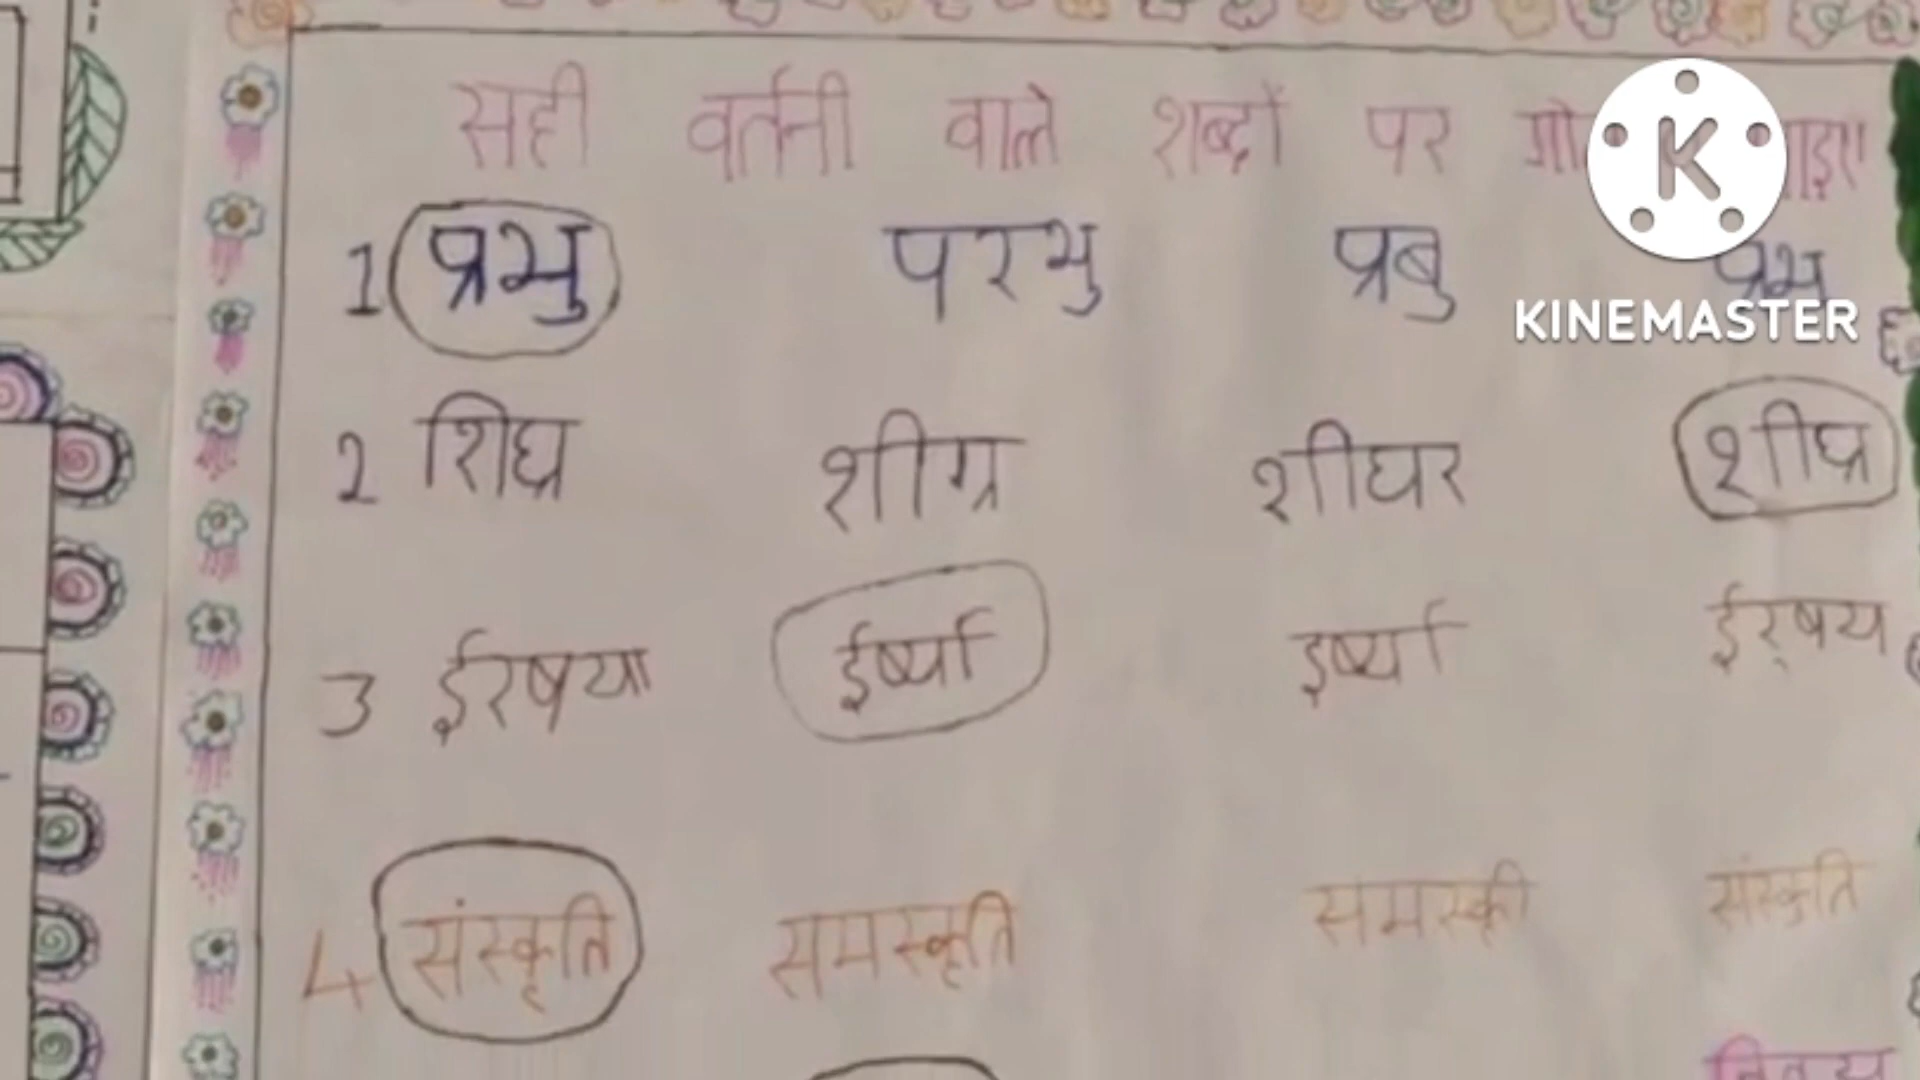 सही वर्तनी वाले शब्दों पर
1 प्रभु परभु प्रबु प्रभ
KINEMASTER
2 शिघ्र शीग्र शीघर शीघ्र
3 ईरषया ईर्ष्या इर्ष्या ईर्षय
4 संस्कृति समस्कृति समस्की संस्कुति